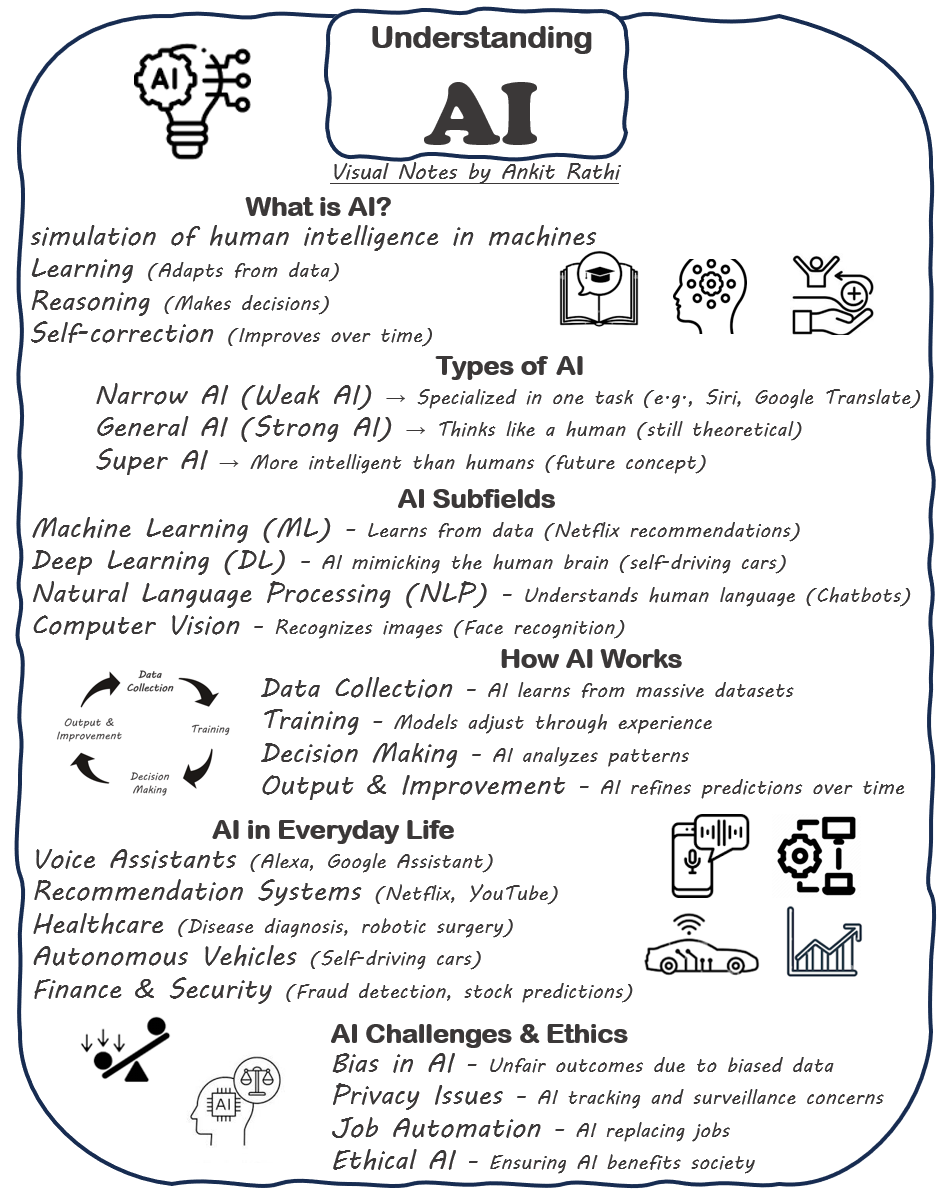 Understanding
AI
AI
Visual Notes by Ankit Rathi
What is AI?
simulation of human intelligence in machines
Learning (Adapts from data)
Reasoning (Makes decisions)
Self-correction (Improves over time)
Types of AI
Narrow AI (Weak AI) → Specialized in one task (e.g., Siri, Google Translate)
General AI (Strong AI) → Thinks like a human (still theoretical)
Super AI → More intelligent than humans (future concept)
AI Subfields
Machine Learning (ML) - Learns from data (Netflix recommendations)
Deep Learning (DL) - AI mimicking the human brain (self-driving cars)
Natural Language Processing (NLP) - Understands human language (Chatbots)
Computer Vision - Recognizes images (Face recognition)
How AI Works
Data
Collection
Training
Decision
Making
Output &
Improvement
Data Collection - AI learns from massive datasets
Training - Models adjust through experience
Decision Making - AI analyzes patterns
Output & Improvement - AI refines predictions over time
AI in Everyday Life
Voice Assistants (Alexa, Google Assistant)
Recommendation Systems (Netflix, YouTube)
Healthcare (Disease diagnosis, robotic surgery)
Autonomous Vehicles (Self-driving cars)
Finance & Security (Fraud detection, stock predictions)
AI Challenges & Ethics
Bias in AI - Unfair outcomes due to biased data
Privacy Issues - AI tracking and surveillance concerns
AI
Job Automation - AI replacing jobs
Ethical AI - Ensuring AI benefits society